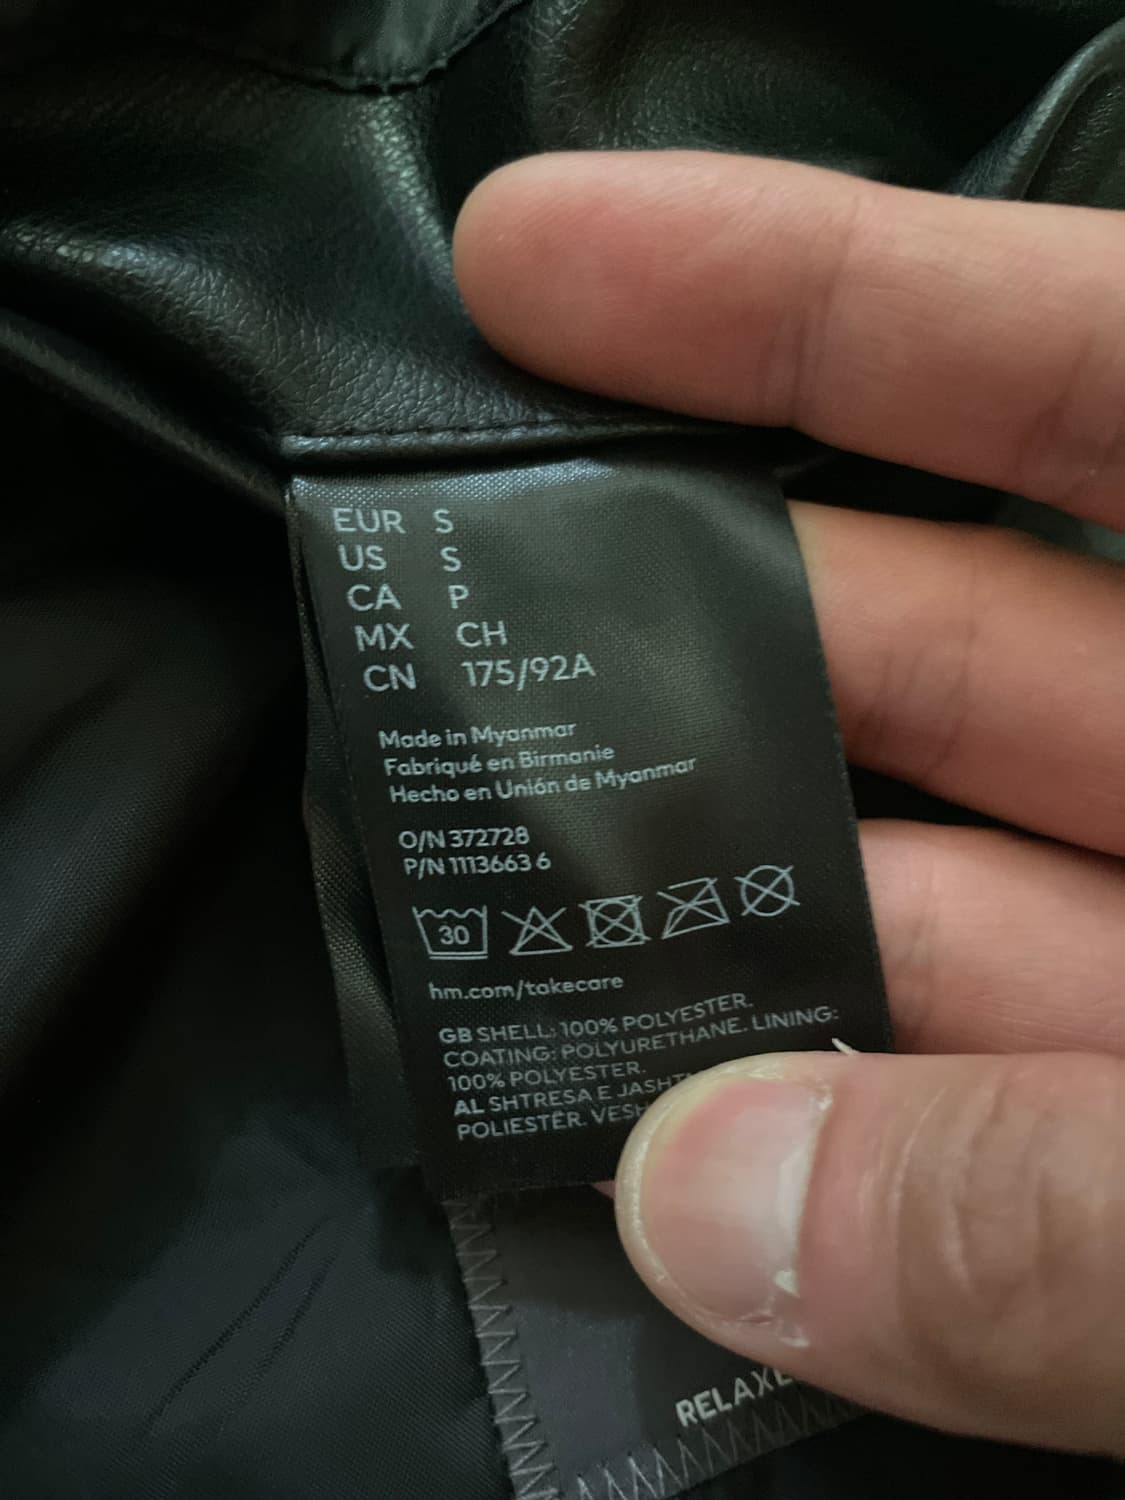 EUR S
US S
CA P
MX CH
CN 175/92A
Made in Myanmar
Fabriqué en Birmanie
Hecho en Unión de Myanmar
O/N 372728
P/N 1113663 6
30
hm.com/takecare
GB SHELL: 100% POLYESTER.
COATING: POLYURETHANE. LINING:
100% POLYESTER.
AL SHTRESA E
POLIESTËR.